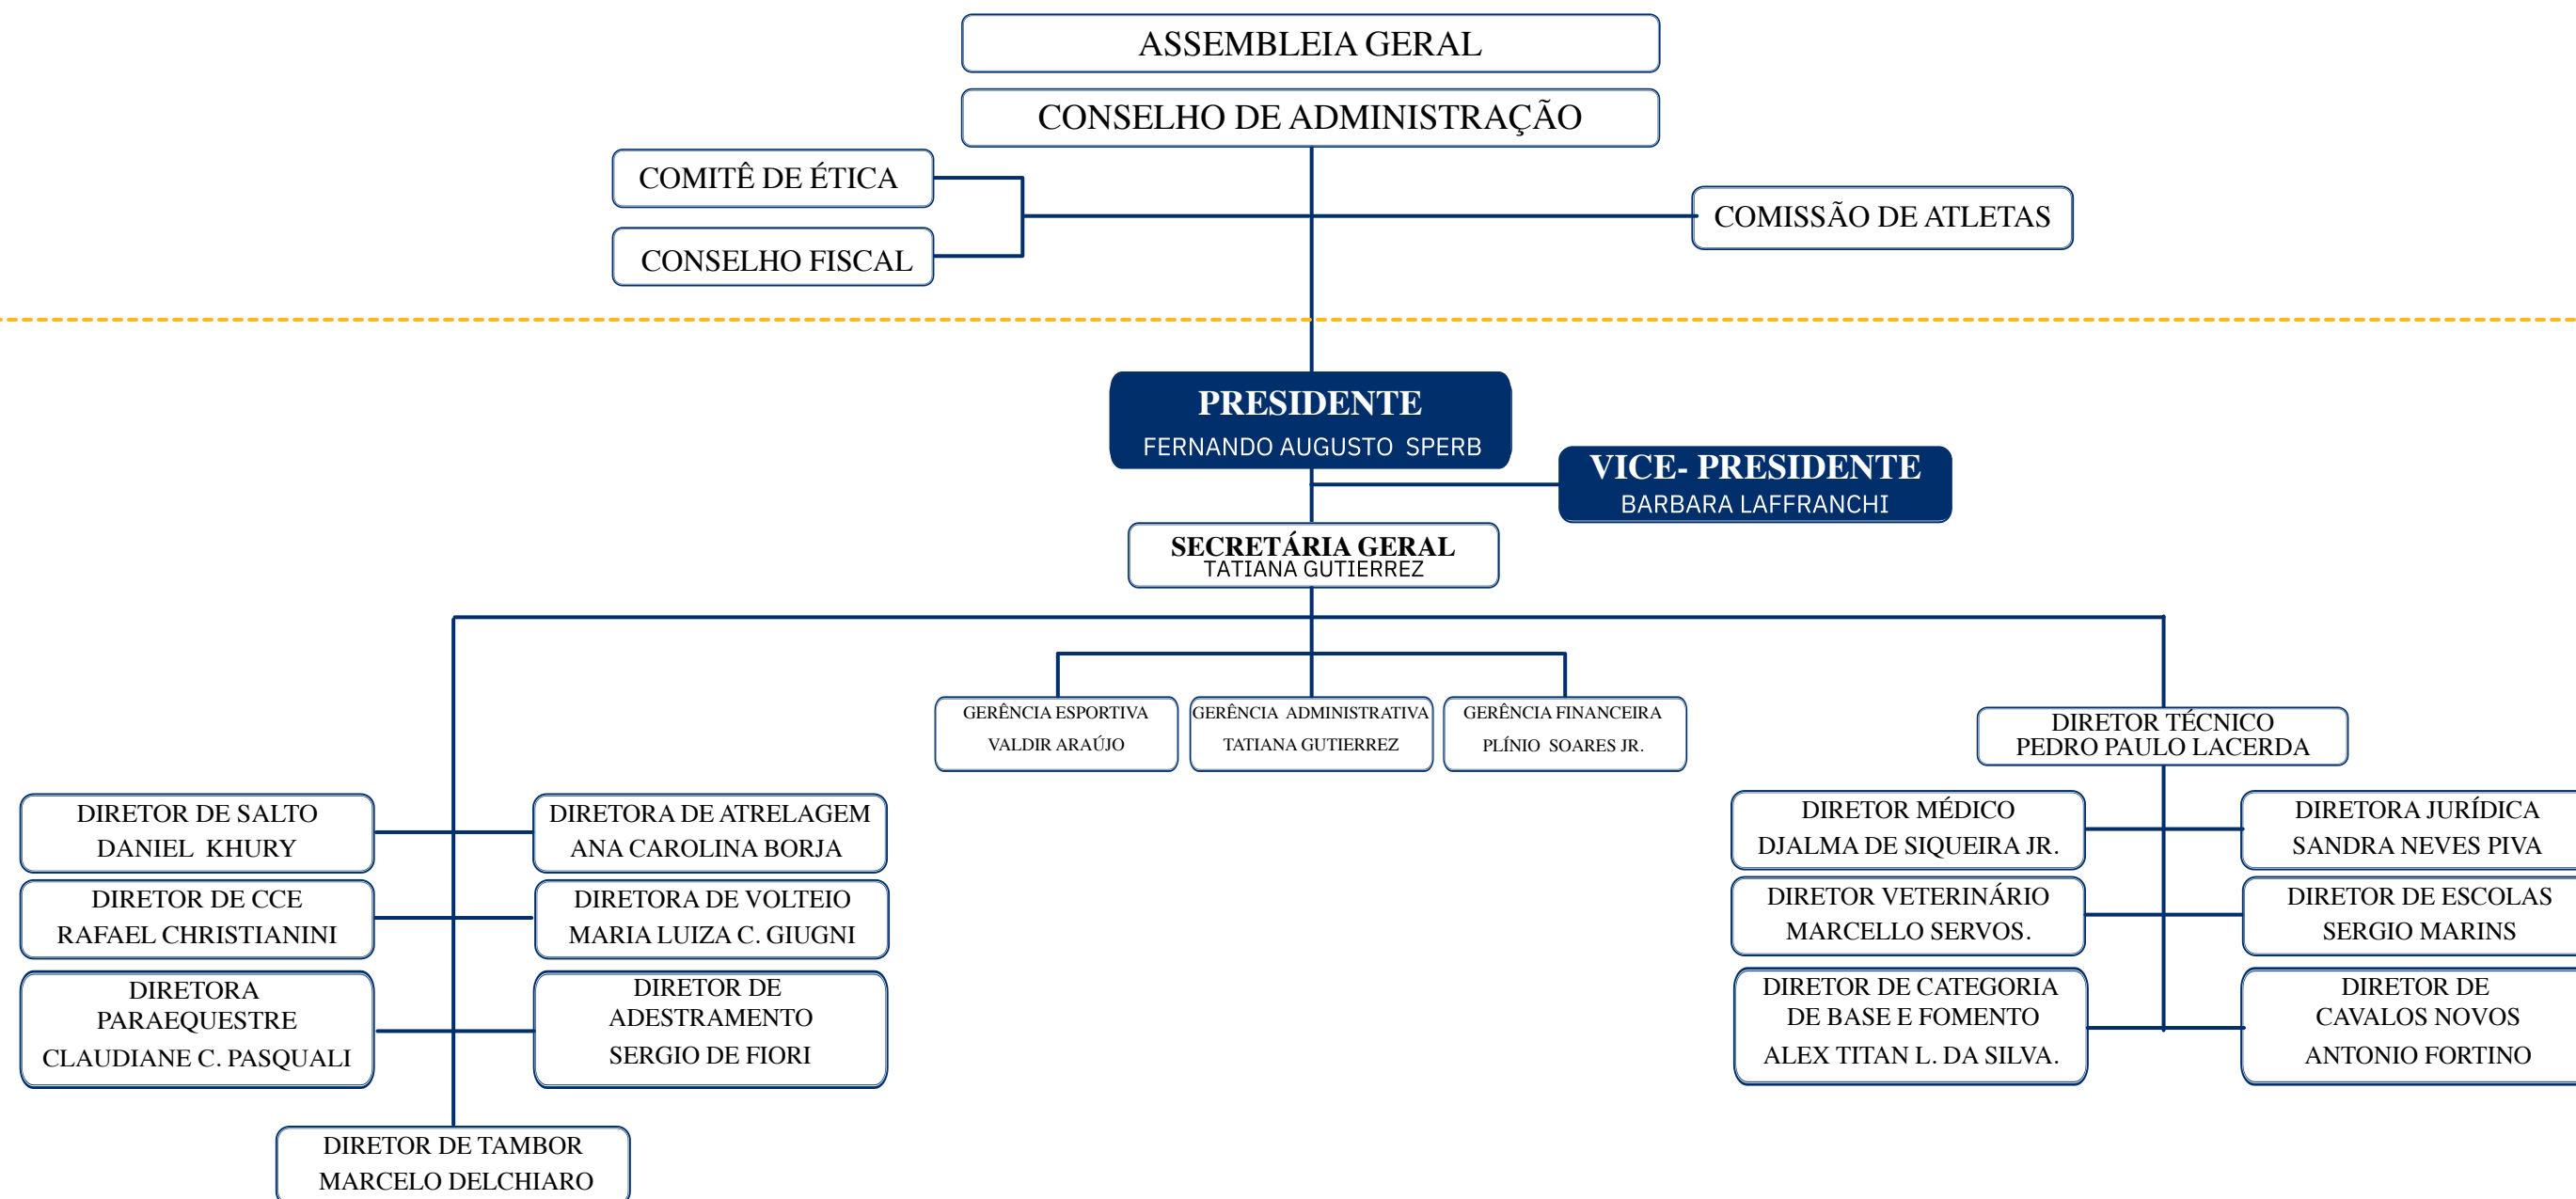 ASSEMBLEIA GERAL
CONSELHO DE ADMINISTRAÇÃO
COMITÊ DE ÉTICA
CONSELHO FISCAL
COMISSÃO DE ATLETAS
PRESIDENTE
FERNANDO AUGUSTO SPERB
VICE- PRESIDENTE
BARBARA LAFFRANCHI
SECRETÁRIA GERAL
TATIANA GUTIERREZ
GERÊNCIA ESPORTIVA
VALDIR ARAÚJO
GERÊNCIA ADMINISTRATIVA
TATIANA GUTIERREZ
GERÊNCIA FINANCEIRA
PLÍNIO SOARES JR.
DIRETOR TÉCNICO
PEDRO PAULO LACERDA
DIRETOR DE SALTO
DANIEL KHURY
DIRETORA DE ATRELAGEM
ANA CAROLINA BORJA
DIRETOR DE CCE
RAFAEL CHRISTIANINI
DIRETORA DE VOLTEIO
MARIA LUIZA C. GIUGNI
DIRETORA
PARAEQUESTRE
CLAUDIANE C. PASQUALI
DIRETOR DE
ADESTRAMENTO
SERGIO DE FIORI
DIRETOR DE TAMBOR
MARCELO DELCHIARO
DIRETOR MÉDICO
DJALMA DE SIQUEIRA JR.
DIRETORA JURÍDICA
SANDRA NEVES PIVA
DIRETOR VETERINÁRIO
MARCELLO SERVOS.
DIRETOR DE ESCOLAS
SERGIO MARINS
DIRETOR DE CATEGORIA
DE BASE E FOMENTO
ALEX TITAN L. DA SILVA.
DIRETOR DE
CAVALOS NOVOS
ANTONIO FORTINO